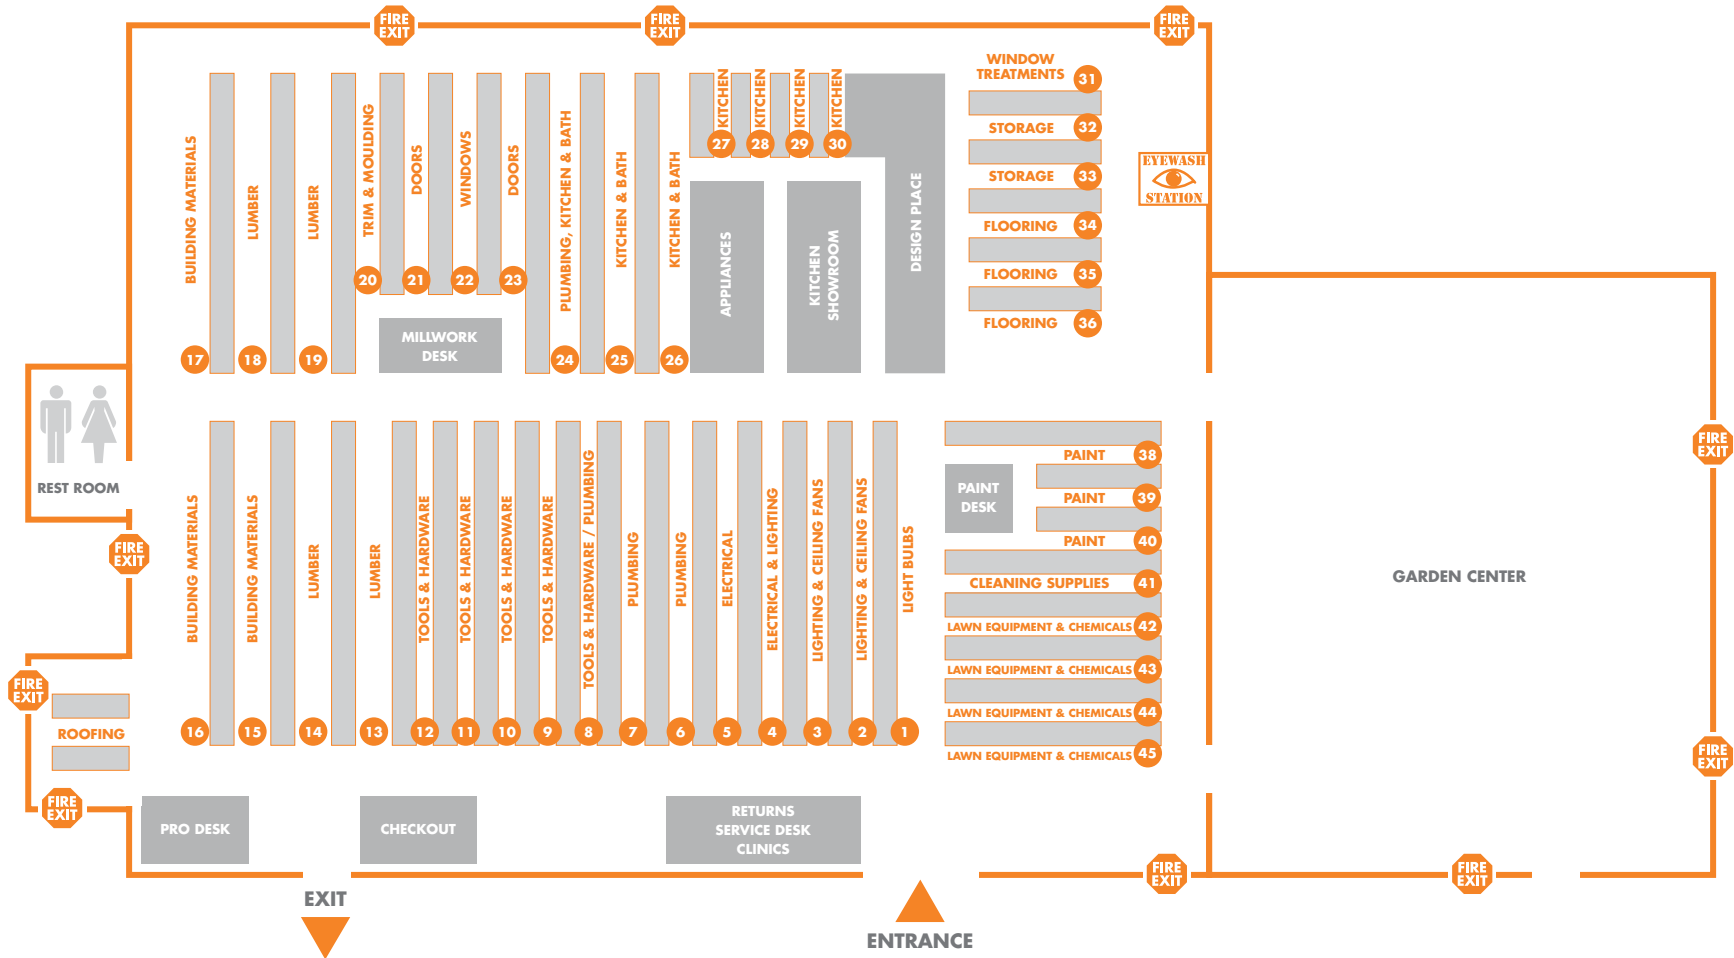 FIRE
EXIT
FIRE
EXIT
FIRE
EXIT
BUILDING MATERIALS
17
LUMBER
18
LUMBER
19
TRIM & MOULDING
20
DOORS
21
WINDOWS
22
DOORS
23
MILLWORK
DESK
PLUMBING, KITCHEN & BATH
24
KITCHEN & BATH
25
KITCHEN & BATH
26
KITCHEN
27
KITCHEN
28
KITCHEN
29
KITCHEN
30
APPLIANCES
KITCHEN
SHOWROOM
DESIGN PLACE
WINDOW
TREATMENTS 31
STORAGE 32
STORAGE 33
FLOORING 34
FLOORING 35
FLOORING 36
EYEWASH
STATION
REST ROOM
FIRE
EXIT
FIRE
EXIT
ROOFING
FIRE
EXIT
BUILDING MATERIALS
16
BUILDING MATERIALS
15
LUMBER
14
LUMBER
13
TOOLS & HARDWARE
12
TOOLS & HARDWARE
11
TOOLS & HARDWARE
10
TOOLS & HARDWARE
9
TOOLS & HARDWARE / PLUMBING
8
PLUMBING
7
PLUMBING
6
ELECTRICAL
5
ELECTRICAL & LIGHTING
4
LIGHTING & CEILING FANS
3
LIGHTING & CEILING FANS
2
LIGHT BULBS
1
PAINT 38
PAINT
DESK
PAINT 39
PAINT 40
CLEANING SUPPLIES 41
LAWN EQUIPMENT & CHEMICALS 42
LAWN EQUIPMENT & CHEMICALS 43
LAWN EQUIPMENT & CHEMICALS 44
LAWN EQUIPMENT & CHEMICALS 45
GARDEN CENTER
FIRE
EXIT
FIRE
EXIT
PRO DESK
CHECKOUT
RETURNS
SERVICE DESK
CLINICS
FIRE
EXIT
FIRE
EXIT
EXIT
ENTRANCE